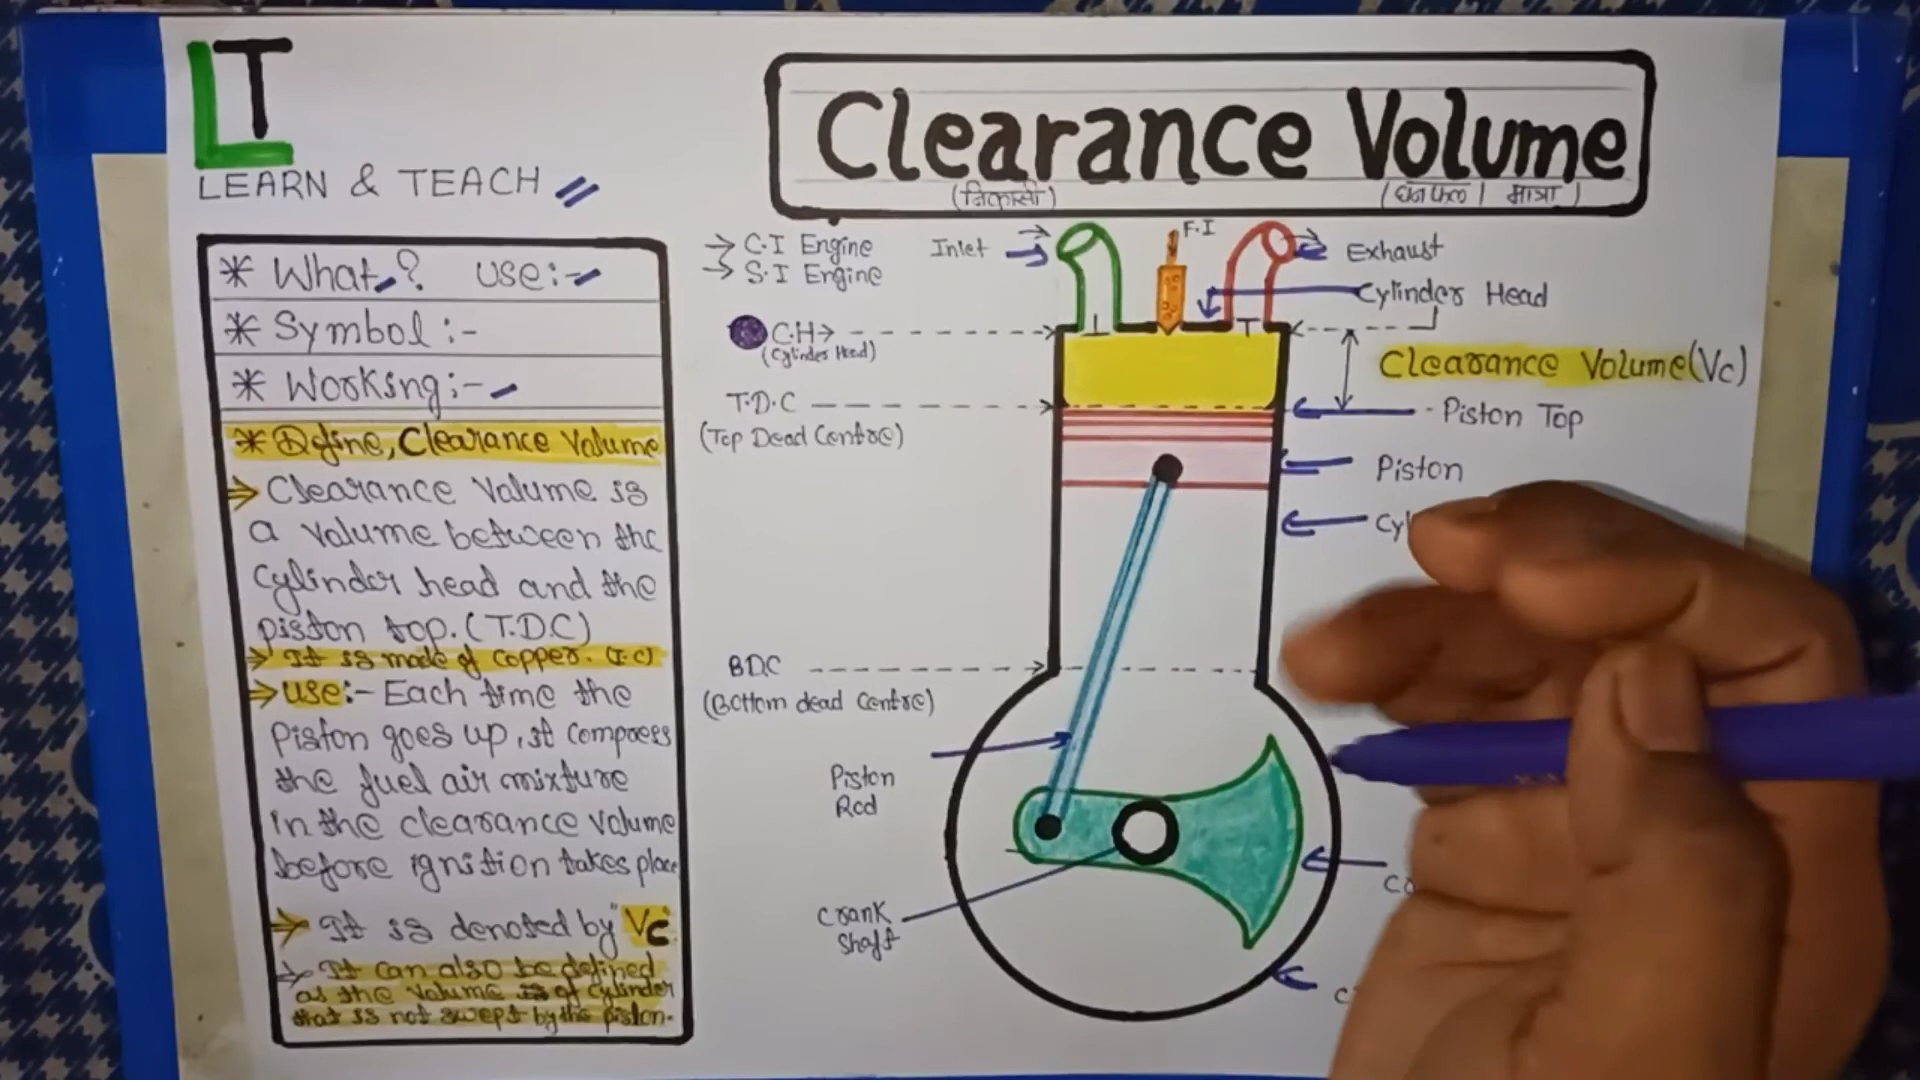 LT
LEARN & TEACH
Clearance Volume
(निकासी) (घनफल / मात्रा)
* What? Use:-
* Symbol:-
* Working:-
* Define, Clearance Volume
→ Clearance Volume is
a volume between the
Cylinder head and the
piston top. (T.D.C)
→ It is made of copper. (I.C)
→ Use:- Each time the
Piston goes up, it compress
the fuel air mixture
in the clearance volume
before ignition takes place
→ It is denoted by "Vc"
→ It can also be defined
as the volume is of cylinder
that is not swept by the piston.
→ C.I Engine
→ S.I Engine
Inlet
F.I
Exhaust
Cylinder Head
C.H→
(Cylinder Head)
Clearance Volume(Vc)
T.D.C
(Top Dead Centre)
Piston Top
Piston
B.D.C
(Bottom dead Centre)
Piston
Rod
Crank
Shaft